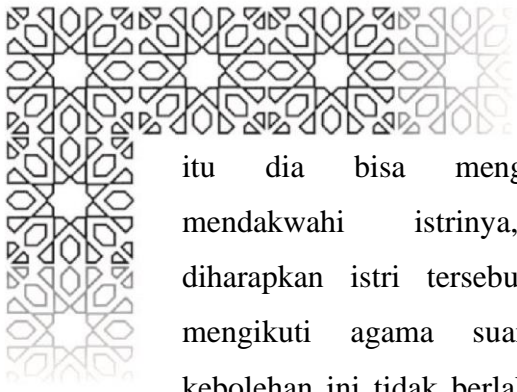 itu dia bisa
mendakwahi istrinya,
diharapkan istri
mengikuti agama
kebolehan ini tidak